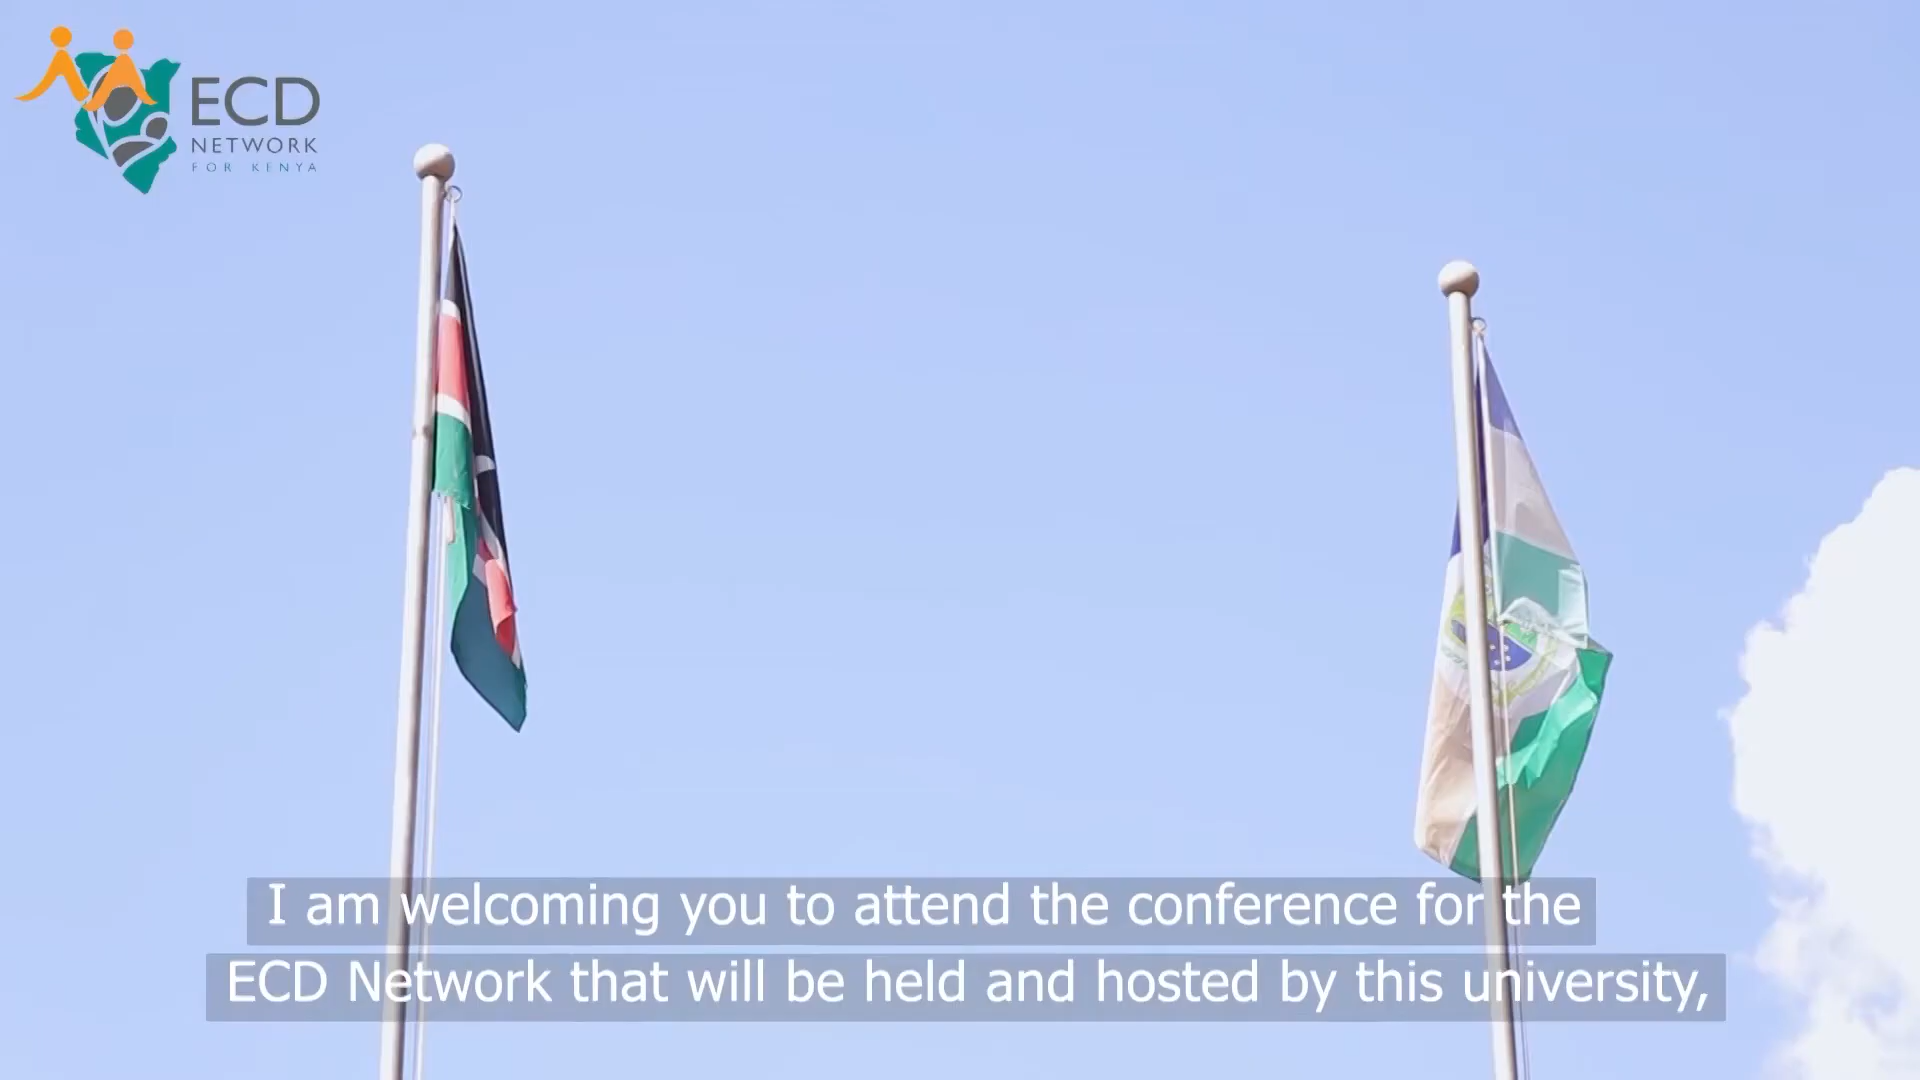 ECD
NETWORK
FOR KENYA
I am welcoming you to attend the conference for the
ECD Network that will be held and hosted by this university,